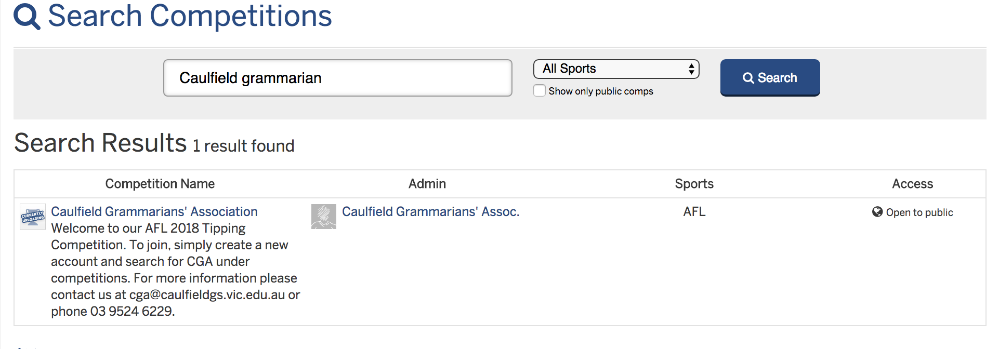 Search Competitions
Caulfield grammarian
All Sports
Show only public comps
Search
Search Results 1 result found
Competition Name Admin Sports Access
CURRENTLY UPLOADING
Caulfield Grammarians' Association Caulfield Grammarians' Assoc. AFL Open to public
Welcome to our AFL 2018 Tipping
Competition. To join, simply create a new
account and search for CGA under
competitions. For more information please
contact us at cga@caulfieldgs.vic.edu.au or
phone 03 9524 6229.